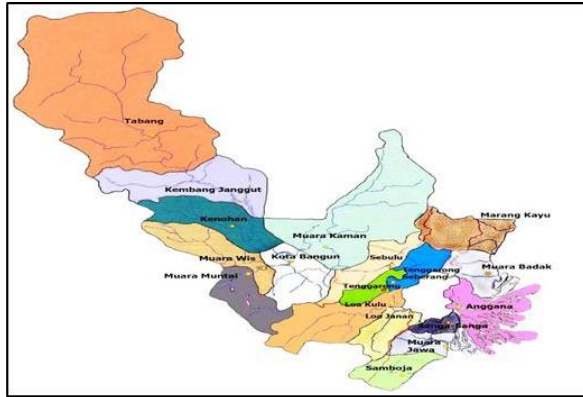 Tabang
Kembang Janggut
Kenohan
Marang Kayu
Muara Kaman
Muara Wis
Kota Bangun
Sebulu
Muara Muntai
Tenggarong
Seberang
Muara Badak
Tenggarong
Loa Kulu
Anggana
Loa Janan
Sanga-Sanga
Muara
Jawa
Samboja